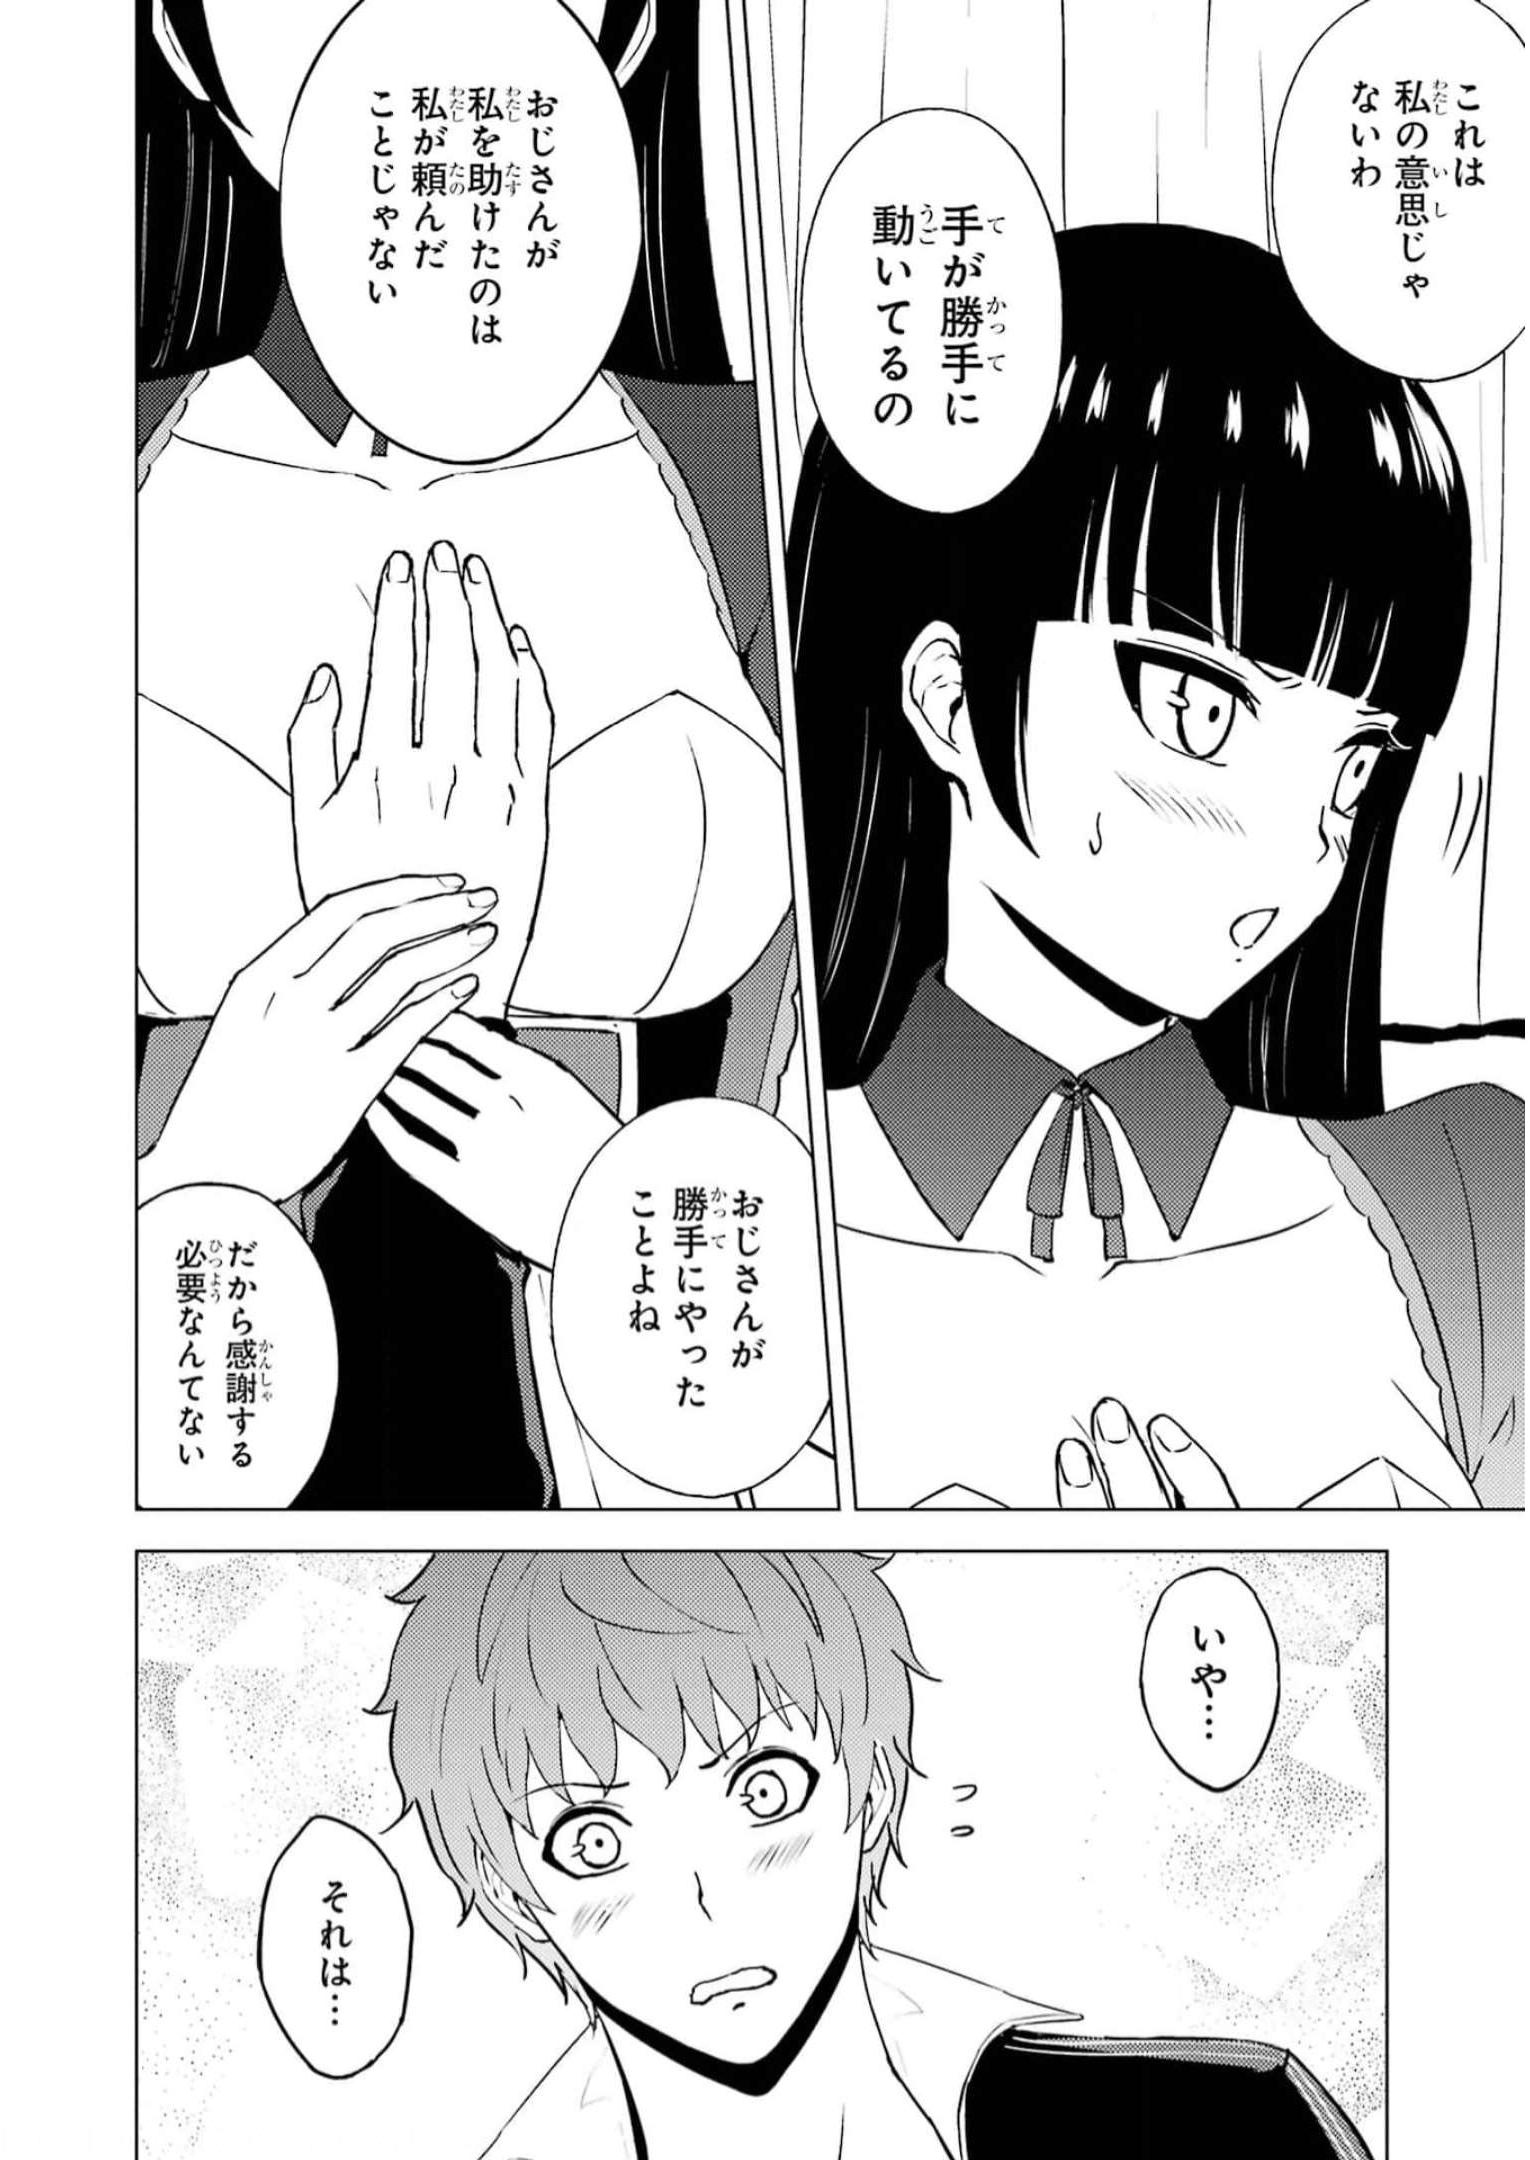 これは
私の意思じゃ
ないわ
手が勝手に
動いてるの
おじさんが
私を助けたのは
私が頼んだ
ことじゃない
おじさんが
勝手にやった
ことよね
だから感謝する
必要なんてない
いや…
それは…